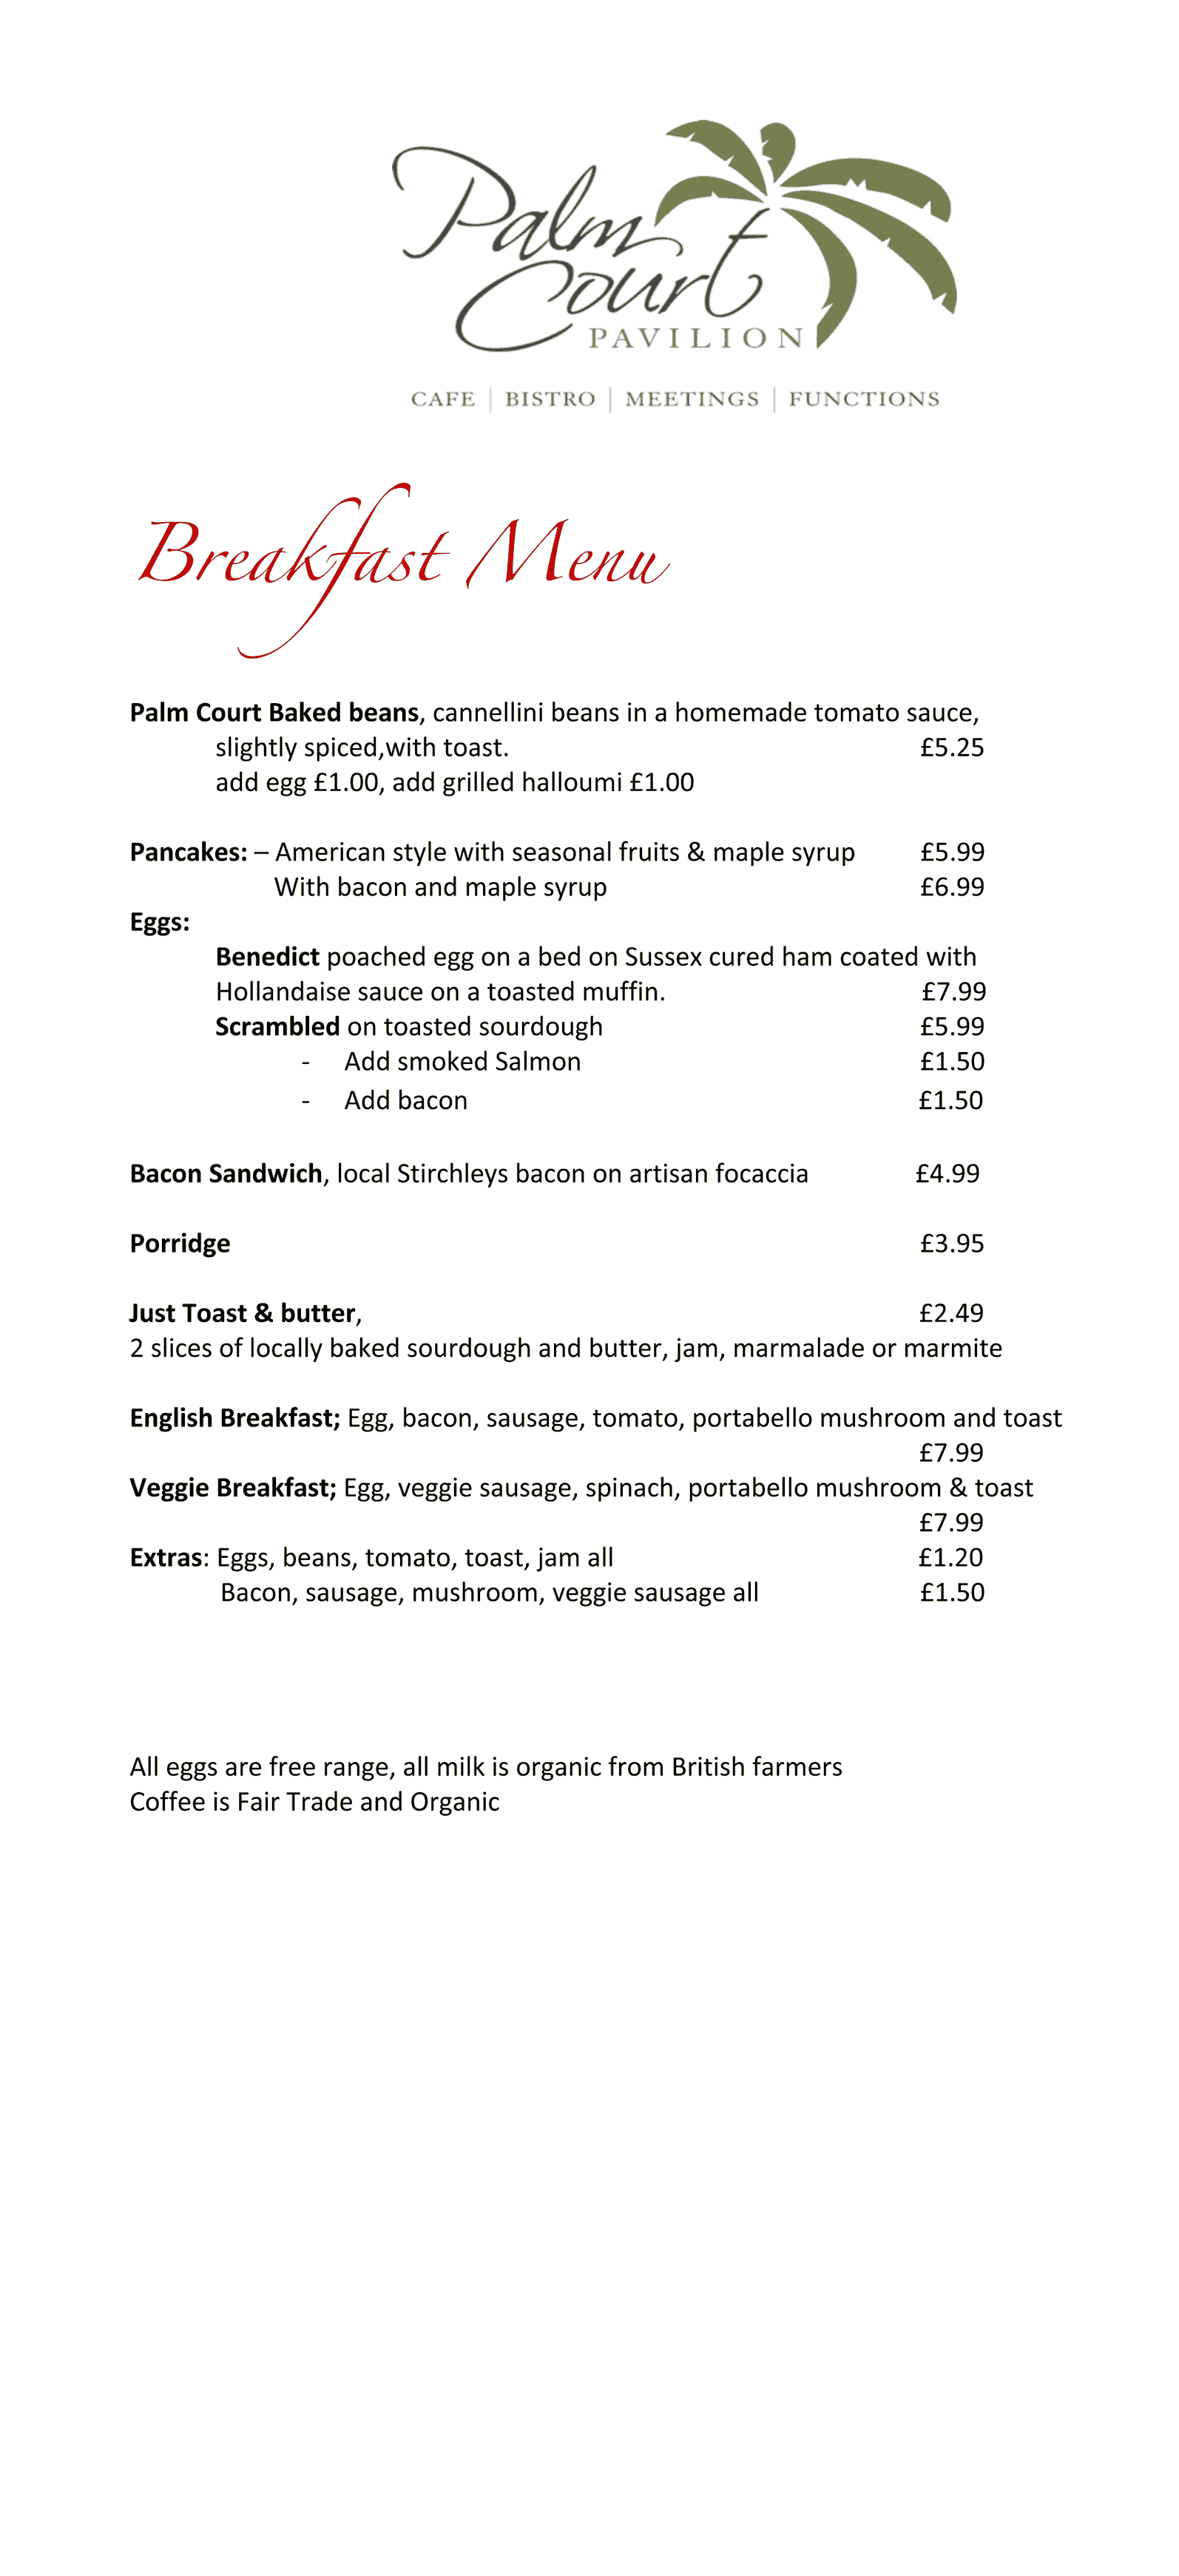 Palm
Court
PAVILION
CAFE | BISTRO | MEETINGS | FUNCTIONS
Breakfast Menu
Palm Court Baked beans, cannellini beans in a homemade tomato sauce,
slightly spiced,with toast. £5.25
add egg £1.00, add grilled halloumi £1.00
Pancakes: – American style with seasonal fruits & maple syrup £5.99
With bacon and maple syrup £6.99
Eggs:
Benedict poached egg on a bed on Sussex cured ham coated with
Hollandaise sauce on a toasted muffin. £7.99
Scrambled on toasted sourdough £5.99
- Add smoked Salmon £1.50
- Add bacon £1.50
Bacon Sandwich, local Stirchleys bacon on artisan focaccia £4.99
Porridge £3.95
Just Toast & butter, £2.49
2 slices of locally baked sourdough and butter, jam, marmalade or marmite
English Breakfast; Egg, bacon, sausage, tomato, portabello mushroom and toast
£7.99
Veggie Breakfast; Egg, veggie sausage, spinach, portabello mushroom & toast
£7.99
Extras: Eggs, beans, tomato, toast, jam all £1.20
Bacon, sausage, mushroom, veggie sausage all £1.50
All eggs are free range, all milk is organic from British farmers
Coffee is Fair Trade and Organic